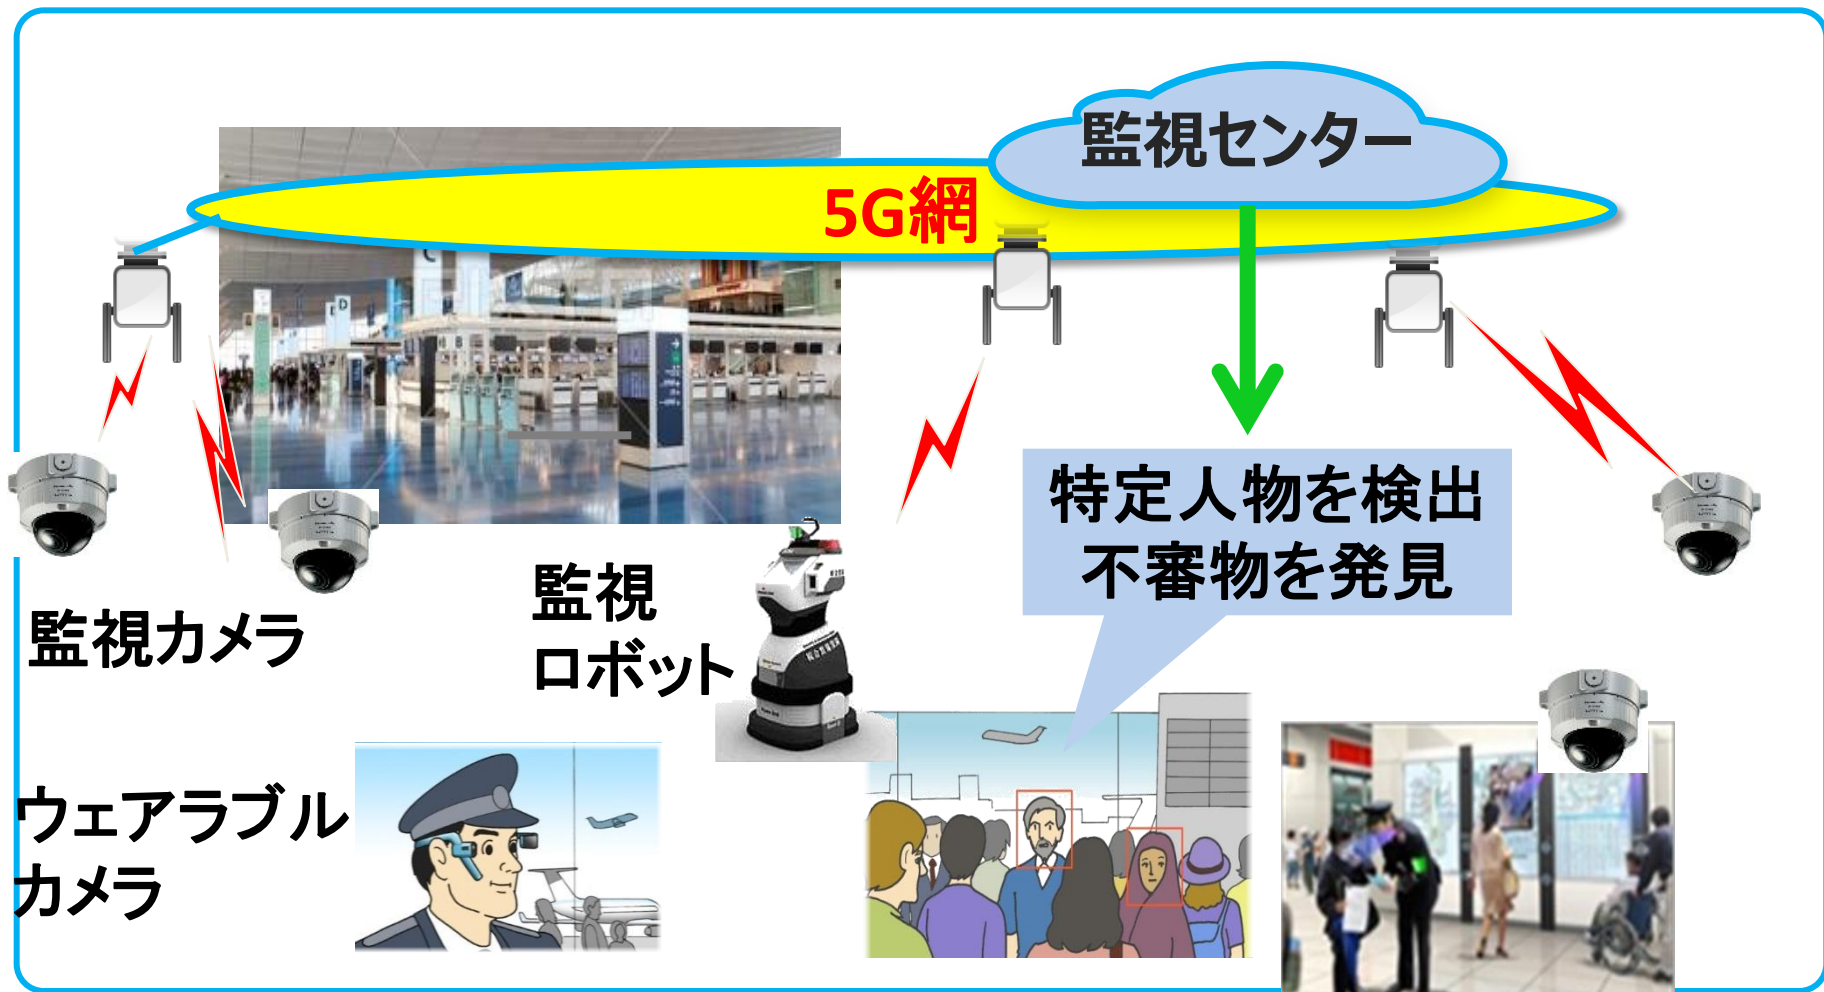 監視センター
5G網
特定人物を検出
不審物を発見
監視カメラ
監視
ロボット
ウェアラブル
カメラ